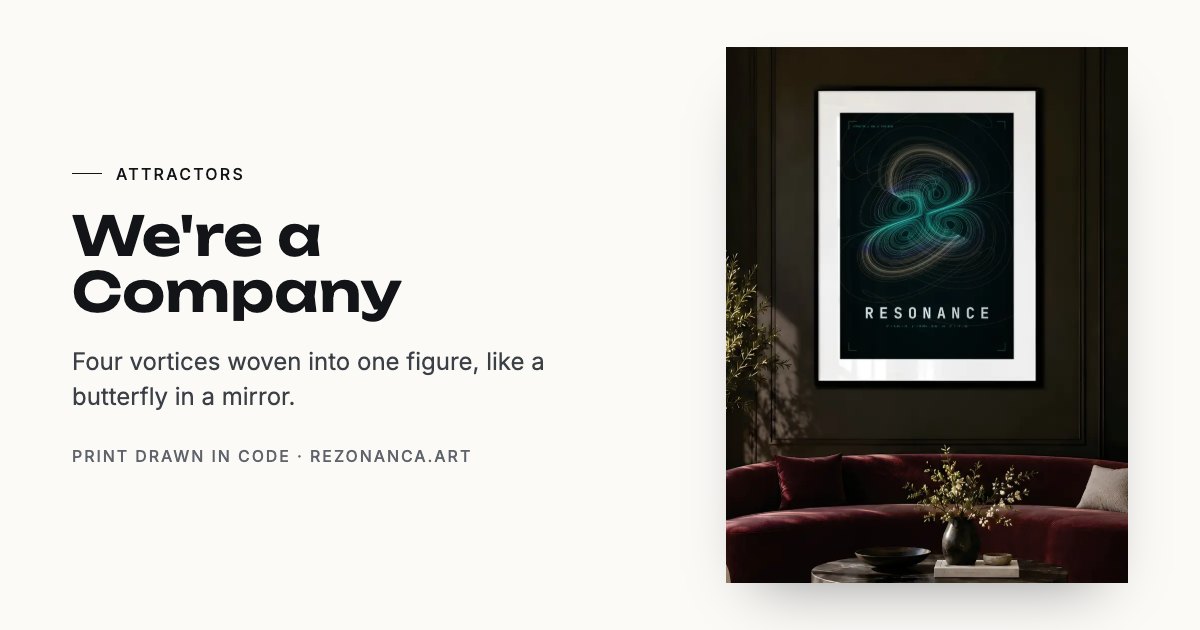 ATTRACTORS
We're a
Company
Four vortices woven into one figure, like a
butterfly in a mirror.
PRINT DRAWN IN CODE · REZONANCA.ART
RESONANCE